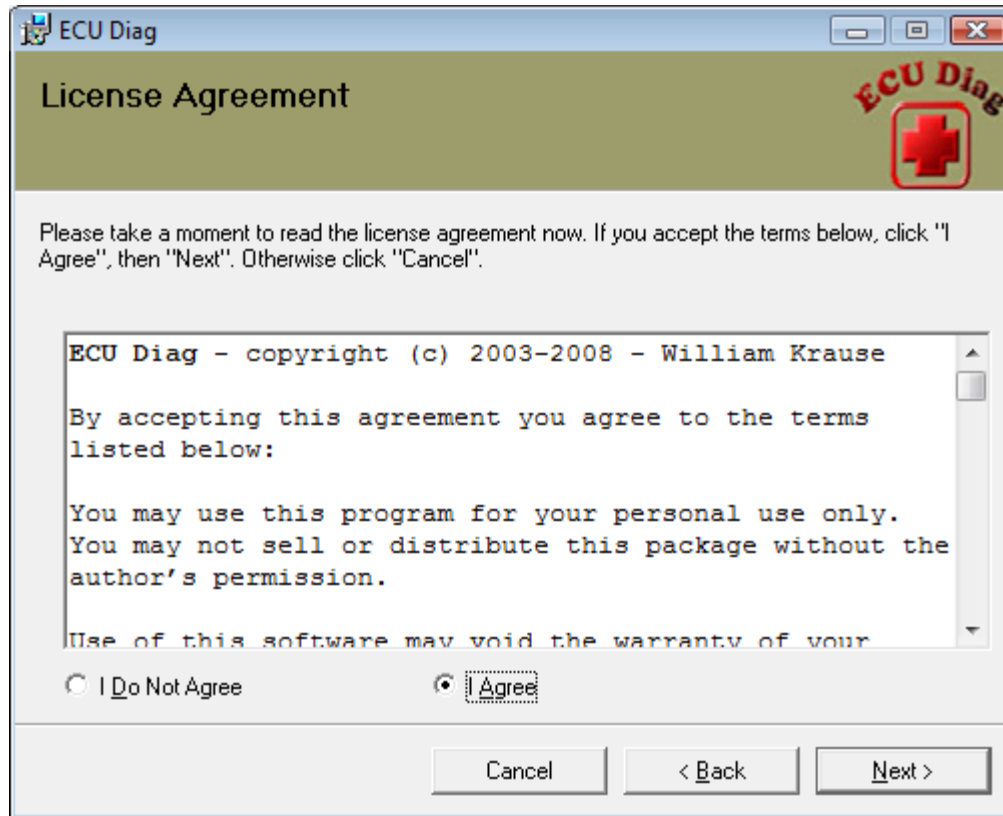 ECU Diag
License Agreement
ECU Diag
Please take a moment to read the license agreement now. If you accept the terms below, click "I
Agree", then "Next". Otherwise click "Cancel".
ECU Diag - copyright (c) 2003-2008 - William Krause
By accepting this agreement you agree to the terms
listed below:
You may use this program for your personal use only.
You may not sell or distribute this package without the
author's permission.
Use of this software may void the warranty of your
I Do Not Agree
I Agree
Cancel
< Back
Next >